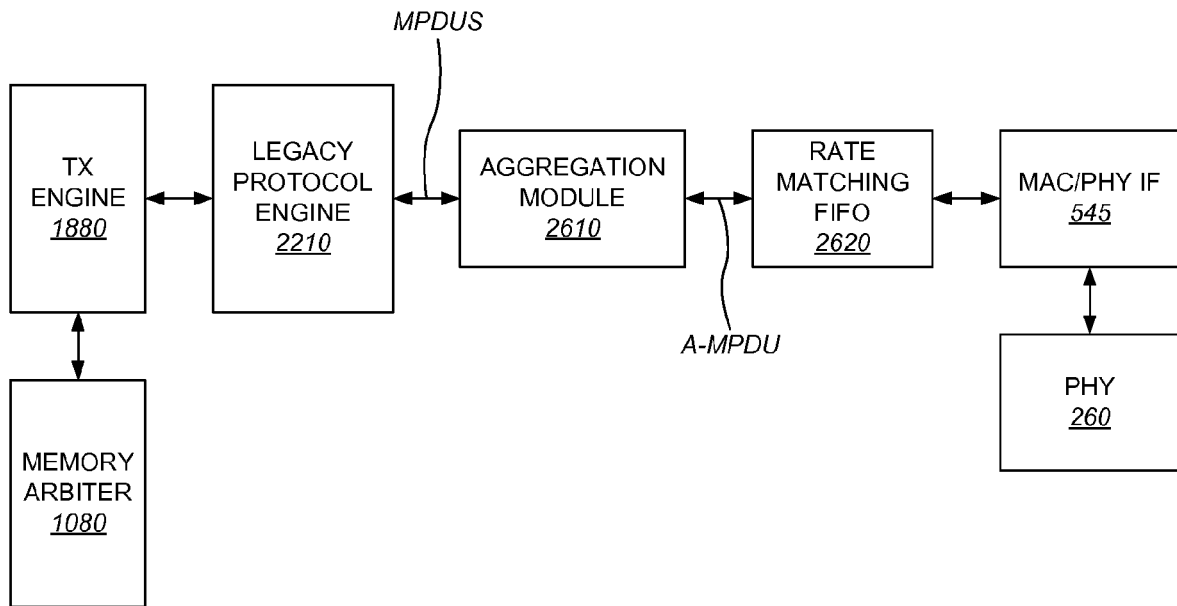 MPDUS
TX
ENGINE
1880
LEGACY
PROTOCOL
ENGINE
2210
AGGREGATION
MODULE
2610
RATE
MATCHING
FIFO
2620
MAC/PHY IF
545
A-MPDU
MEMORY
ARBITER
1080
PHY
260